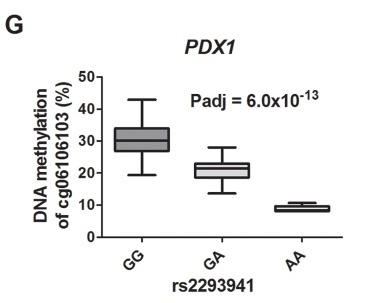 G
PDX1
Padj = 6.0x10-13
DNA methylation
of cg06106103 (%)
50
40
30
20
10
0
GG
GA
AA
rs2293941